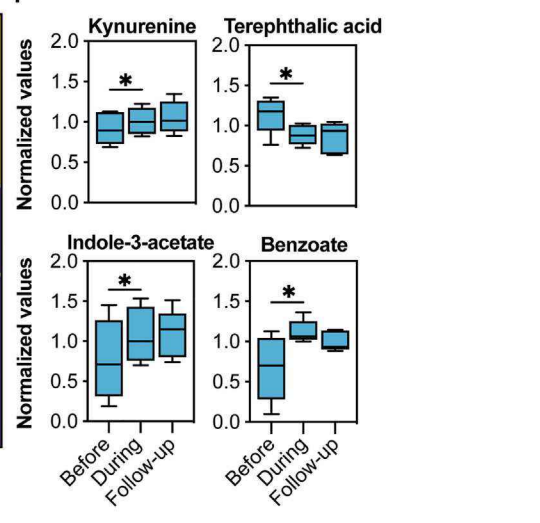 Kynurenine
Terephthalic acid
Normalized values
2.0
1.5
1.0
0.5
0.0
*
2.0
1.5
1.0
0.5
0.0
*
Indole-3-acetate
Benzoate
Normalized values
2.0
1.5
1.0
0.5
0.0
*
2.0
1.5
1.0
0.5
0.0
*
Before
During
Follow-up
Before
During
Follow-up